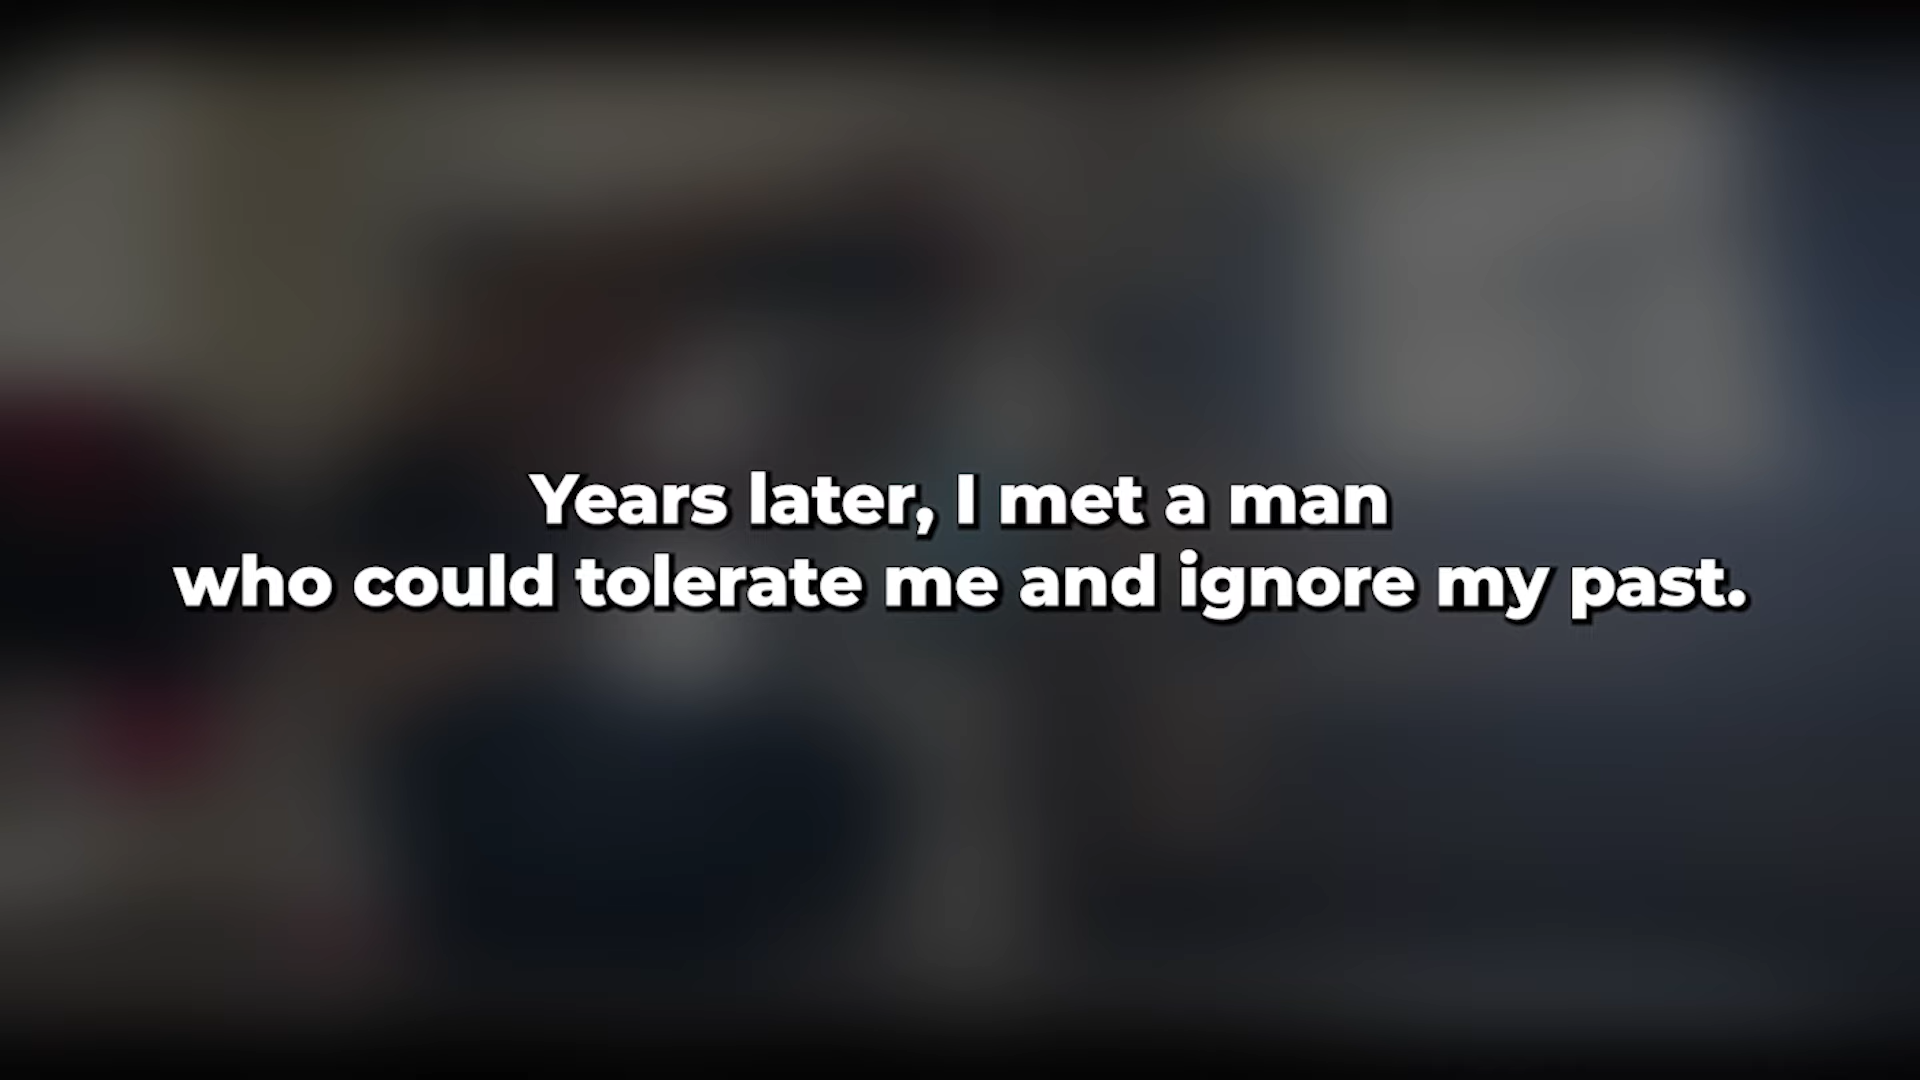 Years later, I met a man
who could tolerate me and ignore my past.